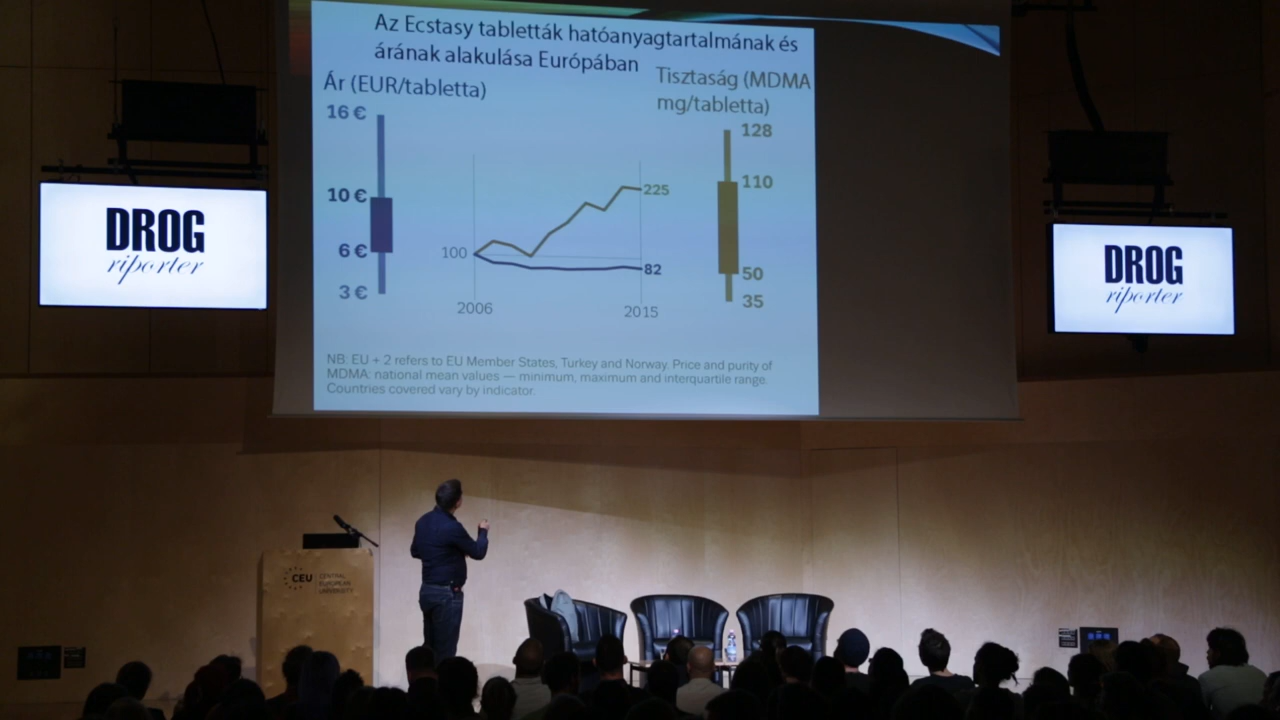 Az Ecstasy tabletták hatóanyagtartalmának és
árának alakulása Európában
Ár (EUR/tabletta)
16 €
10 €
6 €
3 €
Tisztaság (MDMA
mg/tabletta)
128
110
50
35
225
100
82
2006
2015
NB: EU + 2 refers to EU Member States, Turkey and Norway. Price and purity of
MDMA: national mean values — minimum, maximum and interquartile range.
Countries covered vary by indicator.
DROG
riporter
DROG
riporter
CEU
CENTRAL
EUROPEAN
UNIVERSITY